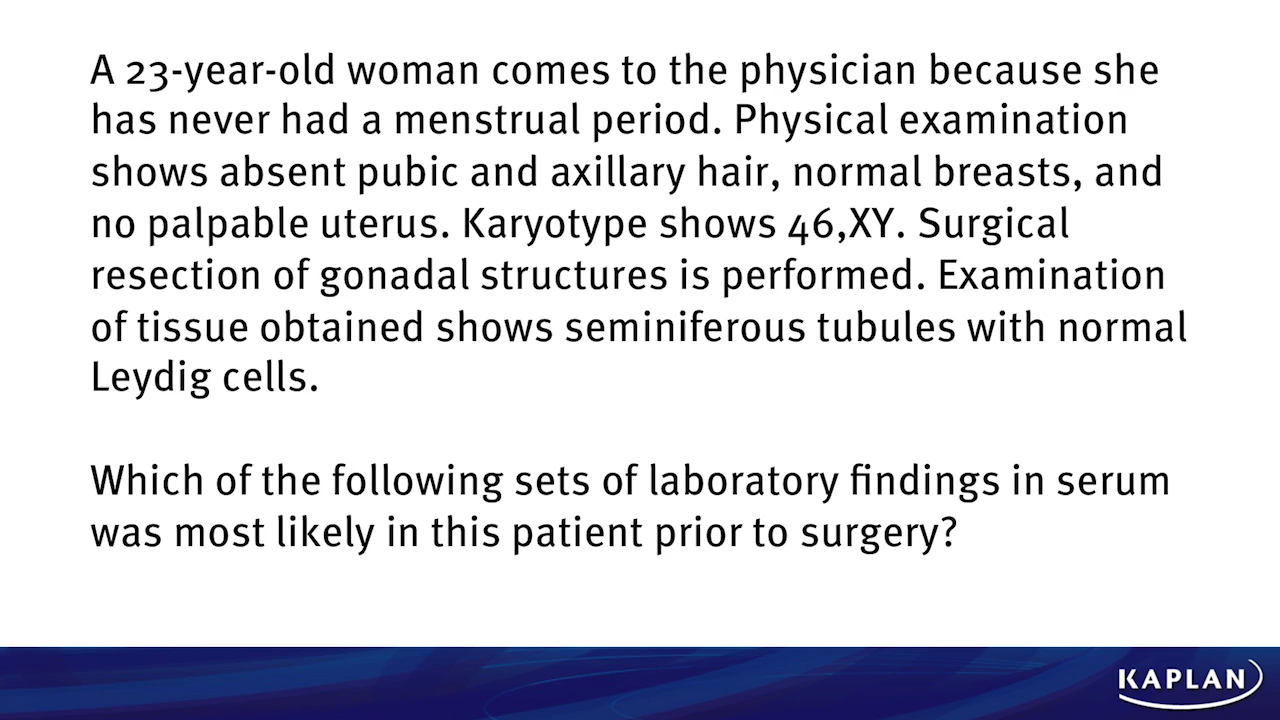 A 23-year-old woman comes to the physician because she
has never had a menstrual period. Physical examination
shows absent pubic and axillary hair, normal breasts, and
no palpable uterus. Karyotype shows 46,XY. Surgical
resection of gonadal structures is performed. Examination
of tissue obtained shows seminiferous tubules with normal
Leydig cells.
Which of the following sets of laboratory findings in serum
was most likely in this patient prior to surgery?
KAPLAN